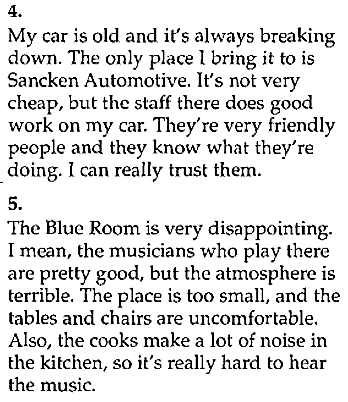 4.
My car is old and it's always breaking
down. The only place I bring it to is
Sancken Automotive. It's not very
cheap, but the staff there does good
work on my car. They're very friendly
people and they know what they're
doing. I can really trust them.
5.
The Blue Room is very disappointing.
I mean, the musicians who play there
are pretty good, but the atmosphere is
terrible. The place is too small, and the
tables and chairs are uncomfortable.
Also, the cooks make a lot of noise in
the kitchen, so it's really hard to hear
the music.